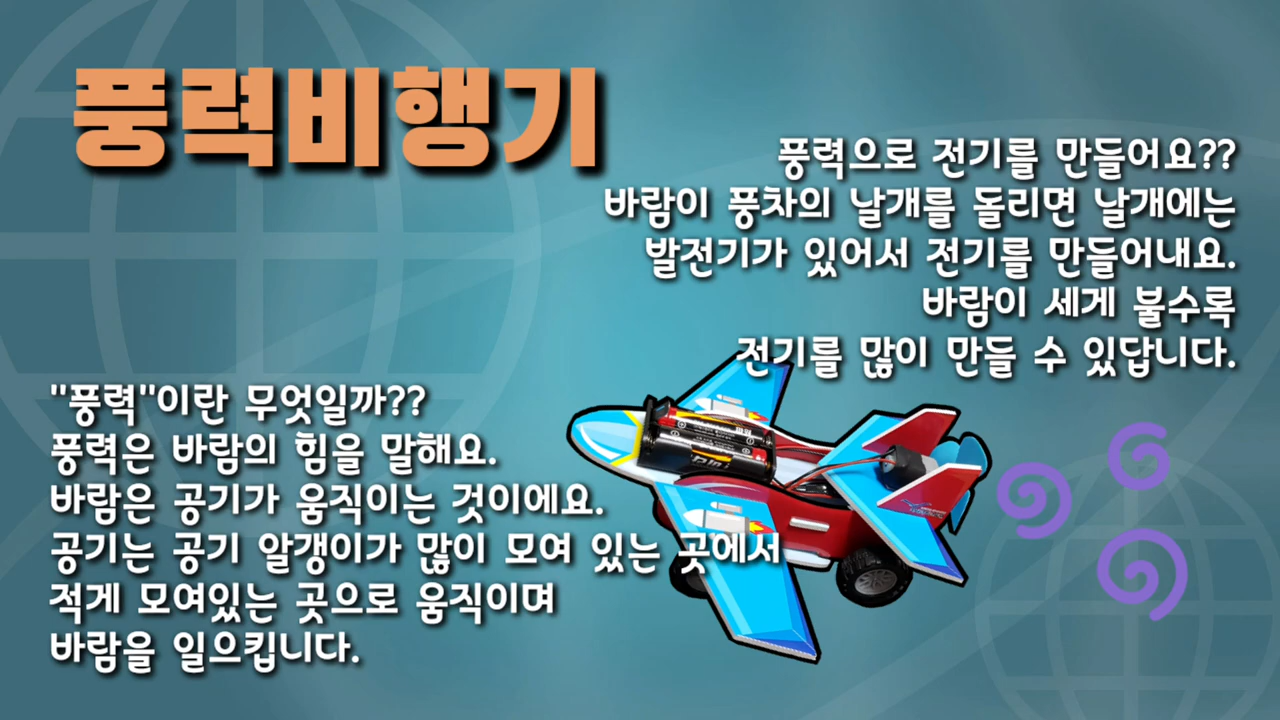 풍력비행기
풍력으로 전기를 만들어요??
바람이 풍차의 날개를 돌리면 날개에는
발전기가 있어서 전기를 만들어내요.
바람이 세게 불수록
전기를 많이 만들 수 있답니다.
"풍력"이란 무엇일까??
풍력은 바람의 힘을 말해요.
바람은 공기가 움직이는 것이에요.
공기는 공기 알갱이가 많이 모여 있는 곳에서
적게 모여있는 곳으로 움직이며
바람을 일으킵니다.